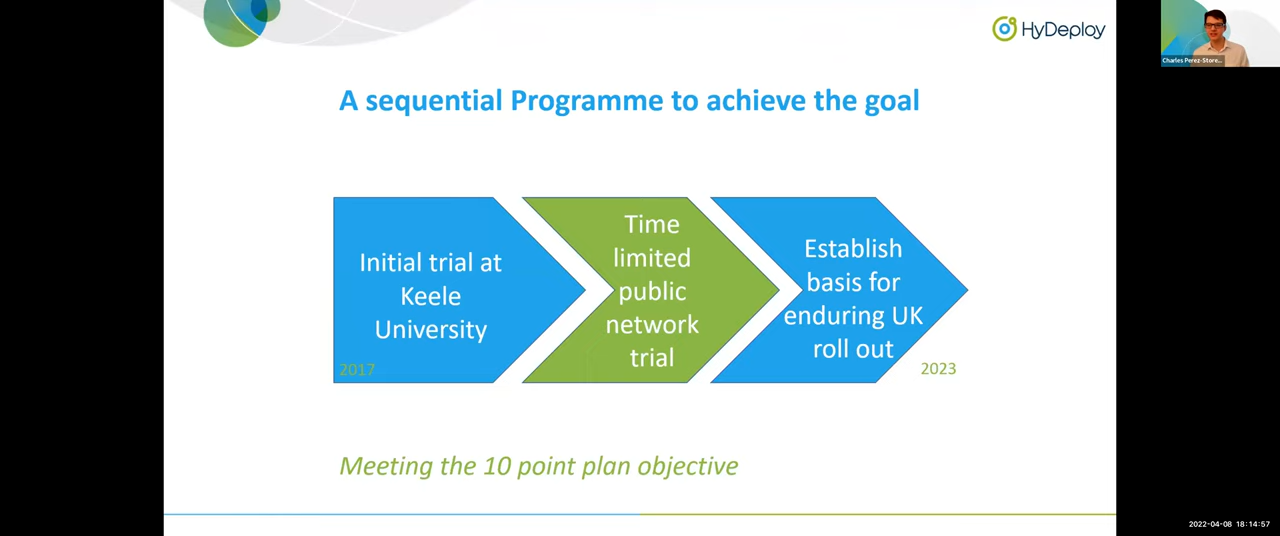 HyDeploy
Charles Perez-Store...
A sequential Programme to achieve the goal
Initial trial at
Keele
University
2017
Time
limited
public
network
trial
Establish
basis for
enduring UK
roll out
2023
Meeting the 10 point plan objective
2022-04-08 18:14:57